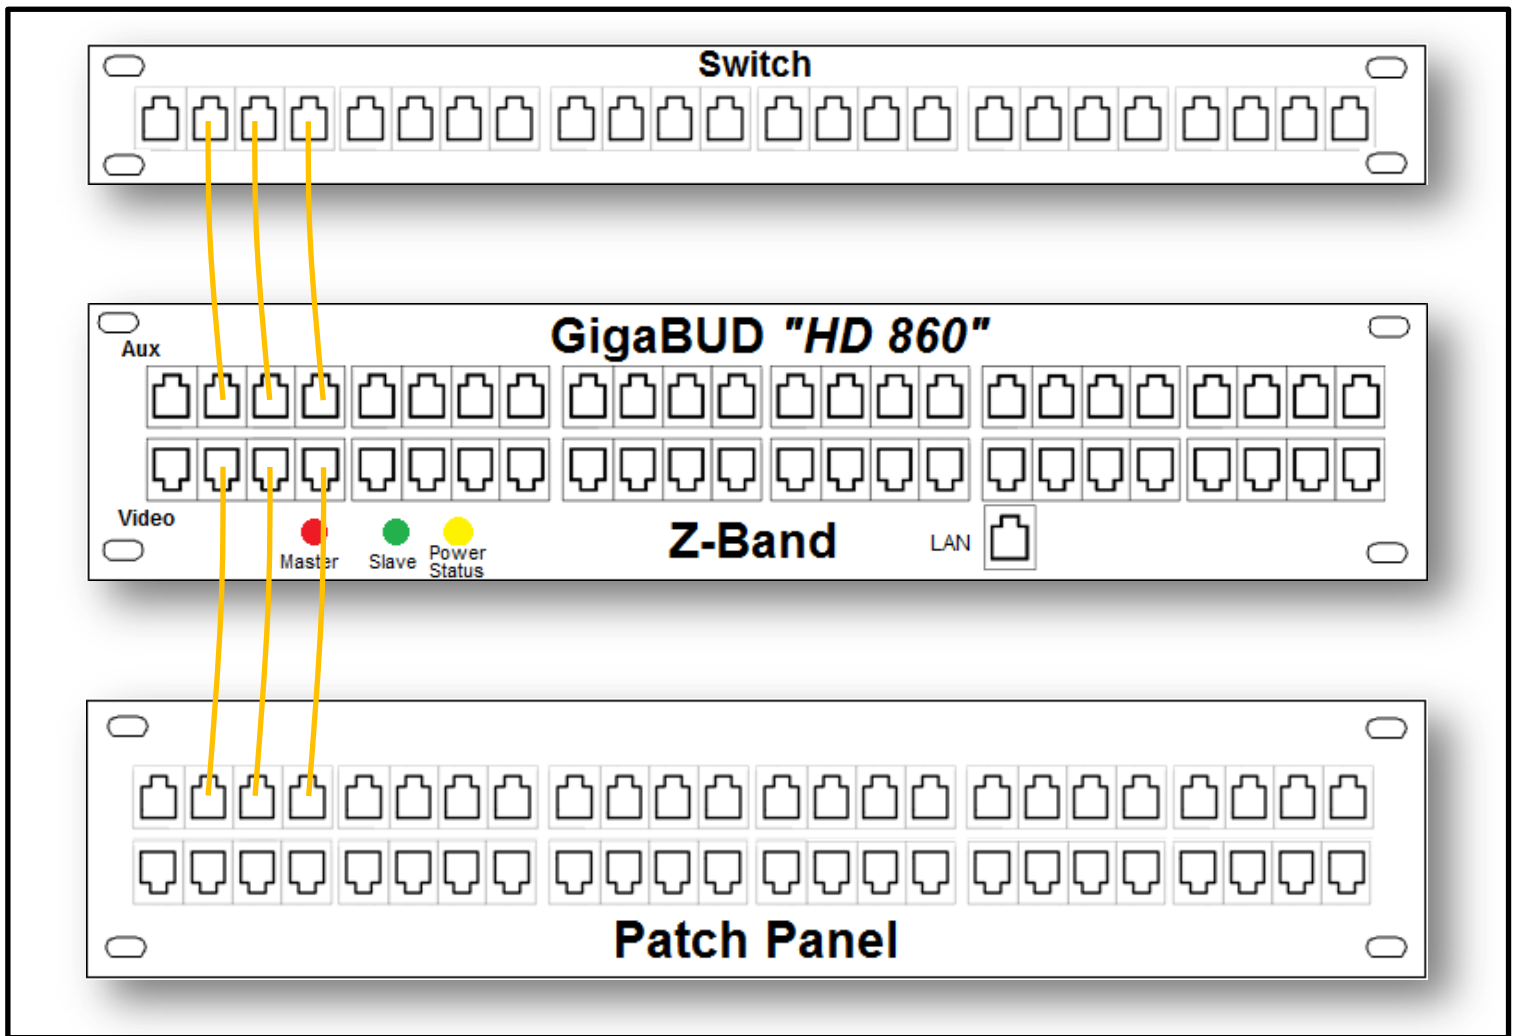 Switch
GigaBUD "HD 860"
Aux
Video
Master
Slave
Power
Status
Z-Band
LAN
Patch Panel